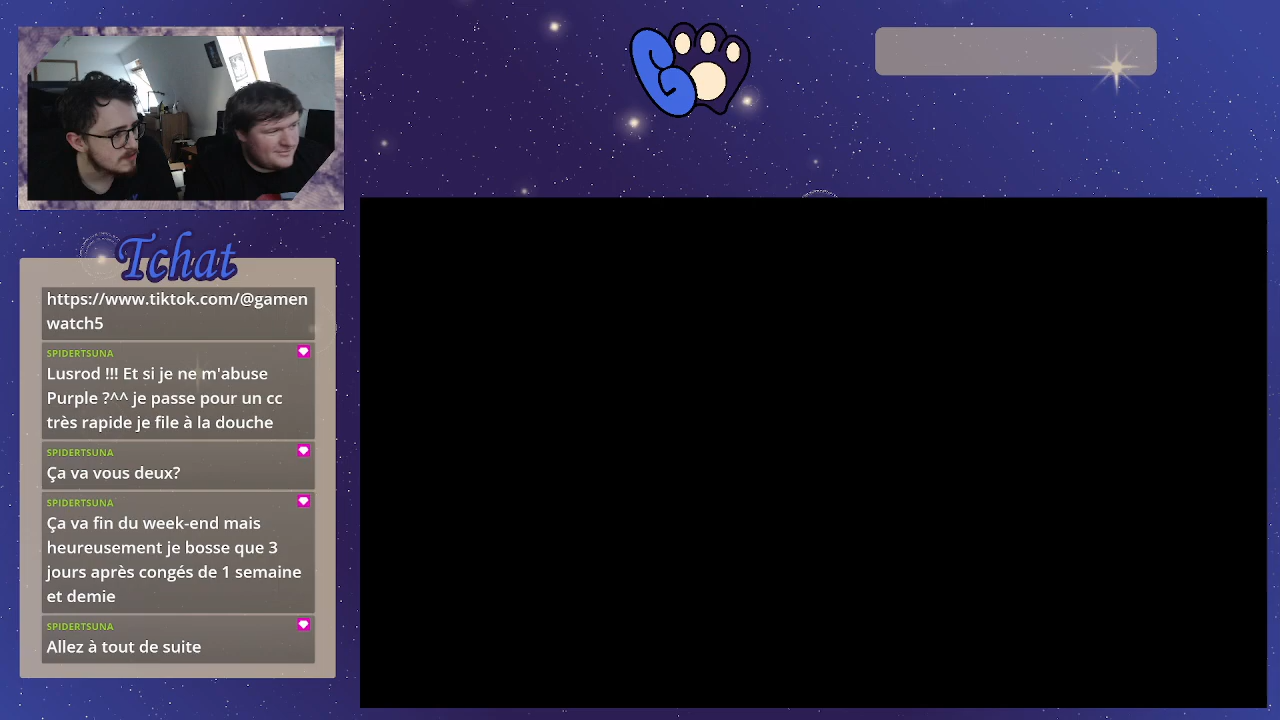 Tchat
https://www.tiktok.com/@gamen
watch5
SPIDERTSUNA
Lusrod !!! Et si je ne m'abuse
Purple ?^^ je passe pour un cc
très rapide je file à la douche
SPIDERTSUNA
Ça va vous deux?
SPIDERTSUNA
Ça va fin du week-end mais
heureusement je bosse que 3
jours après congés de 1 semaine
et demie
SPIDERTSUNA
Allez à tout de suite